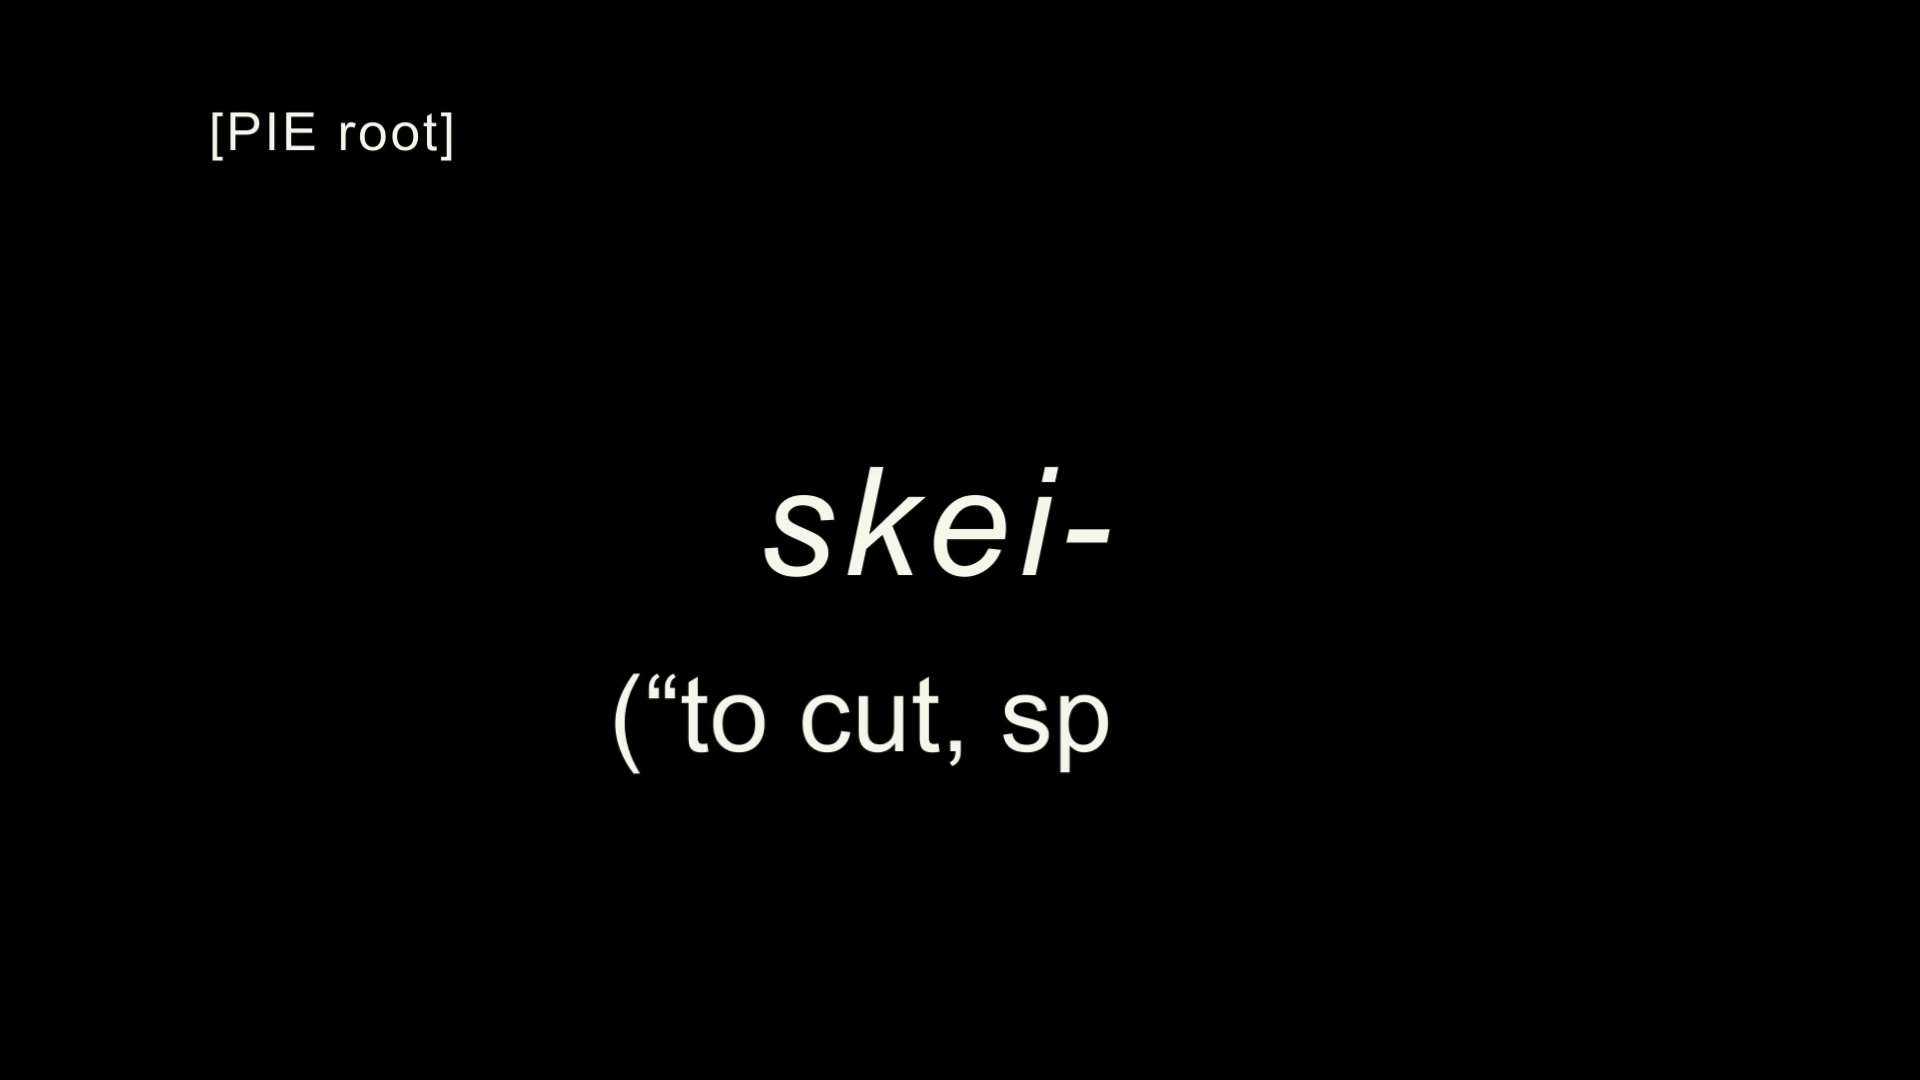 [PIE root]
skei-
(“to cut, sp